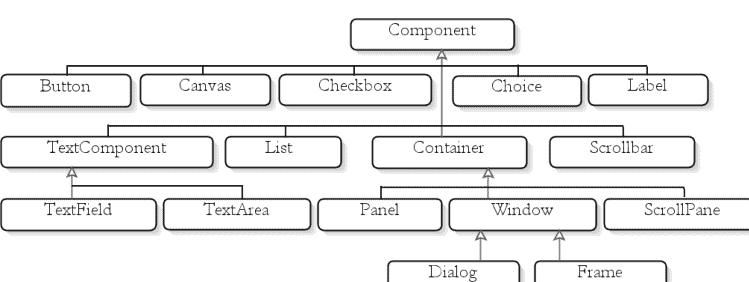 Component
Button Canvas Checkbox Choice Label
TextComponent List Container Scrollbar
TextField TextArea Panel Window ScrollPane
Dialog Frame